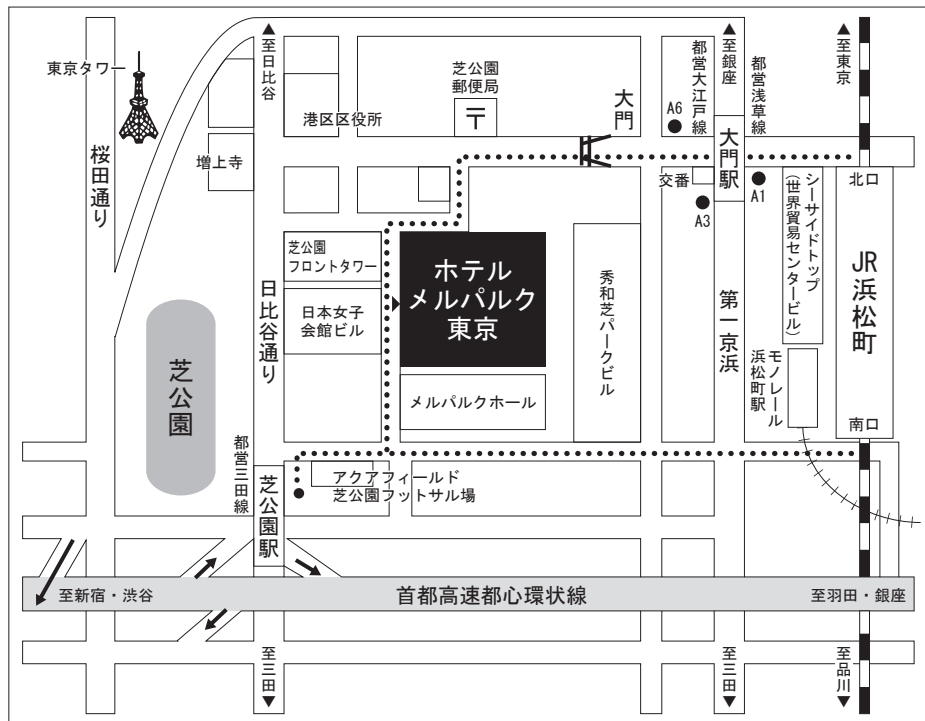 ▲至日比谷
▲至銀座
▲至東京
東京タワー
桜田通り
増上寺
港区区役所
芝公園
郵便局
〒
大門
都営大江戸線
都営浅草線
A6
大門駅
交番
A3
A1
北口
シーサイドトップ
(世界貿易センタービル)
JR浜松町
日比谷通り
芝公園
フロントタワー
日本女子
会館ビル
ホテル
メルパルク
東京
メルパルクホール
秀和芝パークビル
第一京浜
モノレール
浜松町駅
南口
芝公園
都営三田線
芝公園駅
アクアフィールド
芝公園フットサル場
至新宿・渋谷
首都高速都心環状線
至羽田・銀座
至三田▼
至三田▼
至品川▼